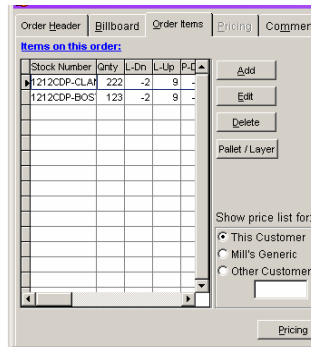 Order Header Billboard Order Items Pricing Commen
Items on this order:
Stock Number Qnty L-Dn L-Up P-D
1212CDP-CLAM 222 -2 9 -
1212CDP-BOS 123 -2 9 -
Add
Edit
Delete
Pallet / Layer
Show price list for:
This Customer
Mill's Generic
Other Customer
Pricing